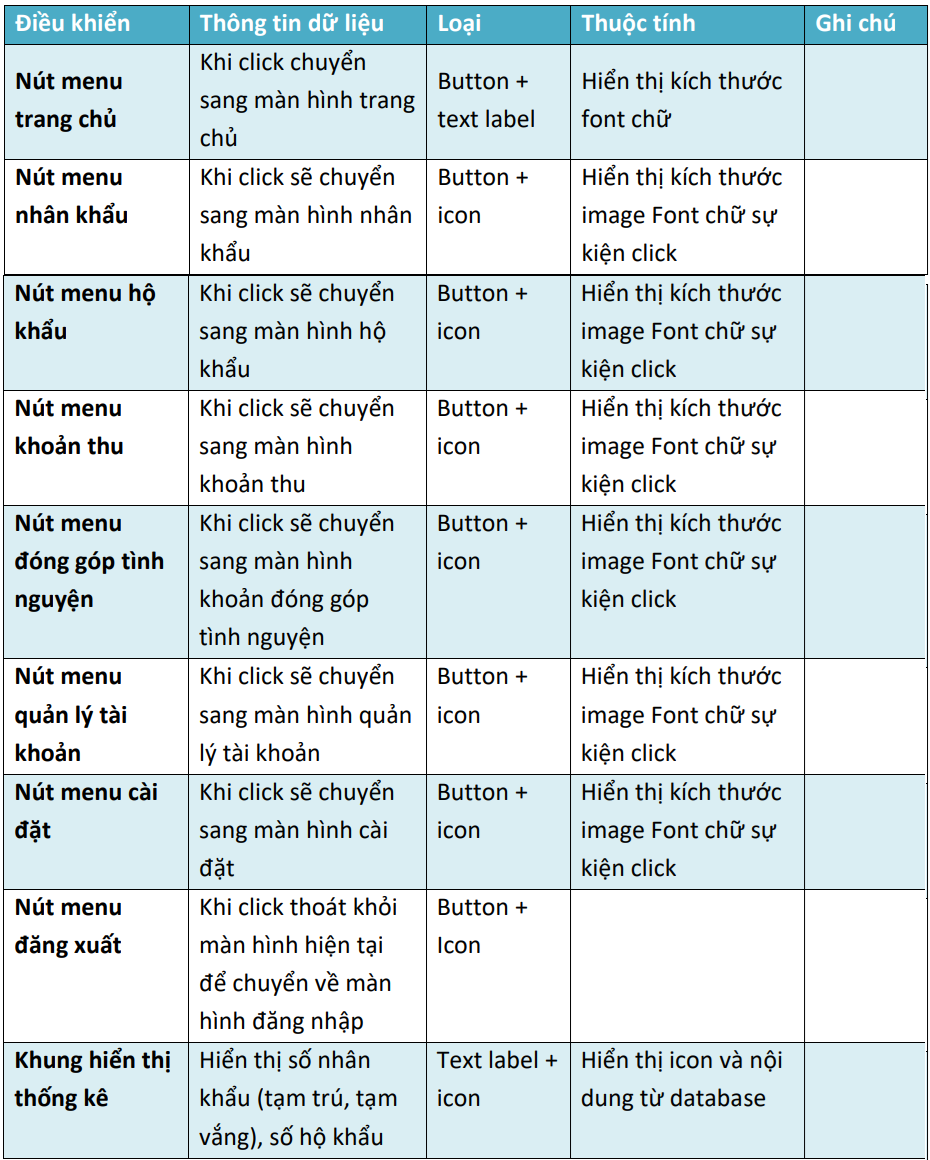 Điều khiển Thông tin dữ liệu Loại Thuộc tính Ghi chú
Nút menu
trang chủ
Khi click chuyển
sang màn hình trang
chủ
Button +
text label
Hiển thị kích thước
font chữ
Nút menu
nhân khẩu
Khi click sẽ chuyển
sang màn hình nhân
khẩu
Button +
icon
Hiển thị kích thước
image Font chữ sự
kiện click
Nút menu hộ
khẩu
Khi click sẽ chuyển
sang màn hình hộ
khẩu
Button +
icon
Hiển thị kích thước
image Font chữ sự
kiện click
Nút menu
khoản thu
Khi click sẽ chuyển
sang màn hình
khoản thu
Button +
icon
Hiển thị kích thước
image Font chữ sự
kiện click
Nút menu
đóng góp tình
nguyện
Khi click sẽ chuyển
sang màn hình
khoản đóng góp
tình nguyện
Button +
icon
Hiển thị kích thước
image Font chữ sự
kiện click
Nút menu
quản lý tài
khoản
Khi click sẽ chuyển
sang màn hình quản
lý tài khoản
Button +
icon
Hiển thị kích thước
image Font chữ sự
kiện click
Nút menu cài
đặt
Khi click sẽ chuyển
sang màn hình cài
đặt
Button +
icon
Hiển thị kích thước
image Font chữ sự
kiện click
Nút menu
đăng xuất
Khi click thoát khỏi
màn hình hiện tại
để chuyển về màn
hình đăng nhập
Button +
Icon
Khung hiển thị
thống kê
Hiển thị số nhân
khẩu (tạm trú, tạm
vắng), số hộ khẩu
Text label +
icon
Hiển thị icon và nội
dung từ database